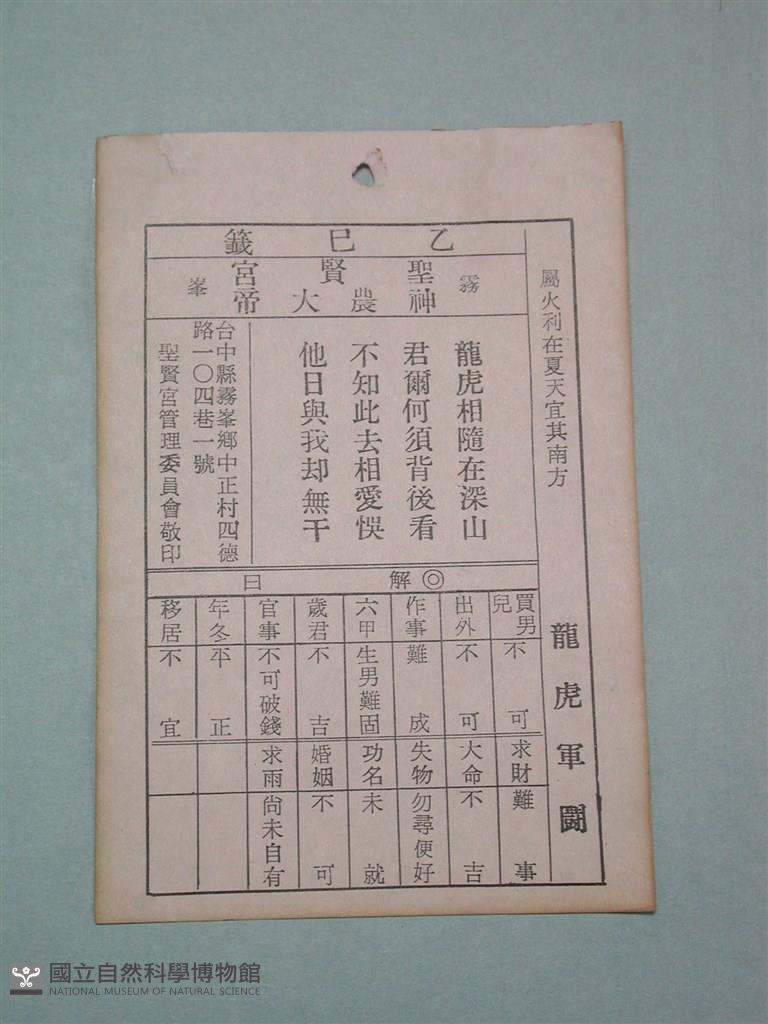 屬火利在夏天宜其南方
龍虎軍鬪
乙巳籤
霧
聖賢宮
神農大帝
峯
龍虎相隨在深山
君爾何須背後看
不知此去相愛悞
他日與我却無干
台中縣霧峯鄉中正村四德
路一〇四巷一號
聖賢宮管理委員會敬印
◎解曰
買男兒 不可
出外 不可
作事 難成
六甲 生男難固
歲君 不吉
官事 不可破錢
年冬 平正
移居 不宜
求財 難事
大命 不吉
失物 勿尋便好
功名 未就
婚姻 不可
求雨 尚未自有
國立自然科學博物館
NATIONAL MUSEUM OF NATURAL SCIENCE